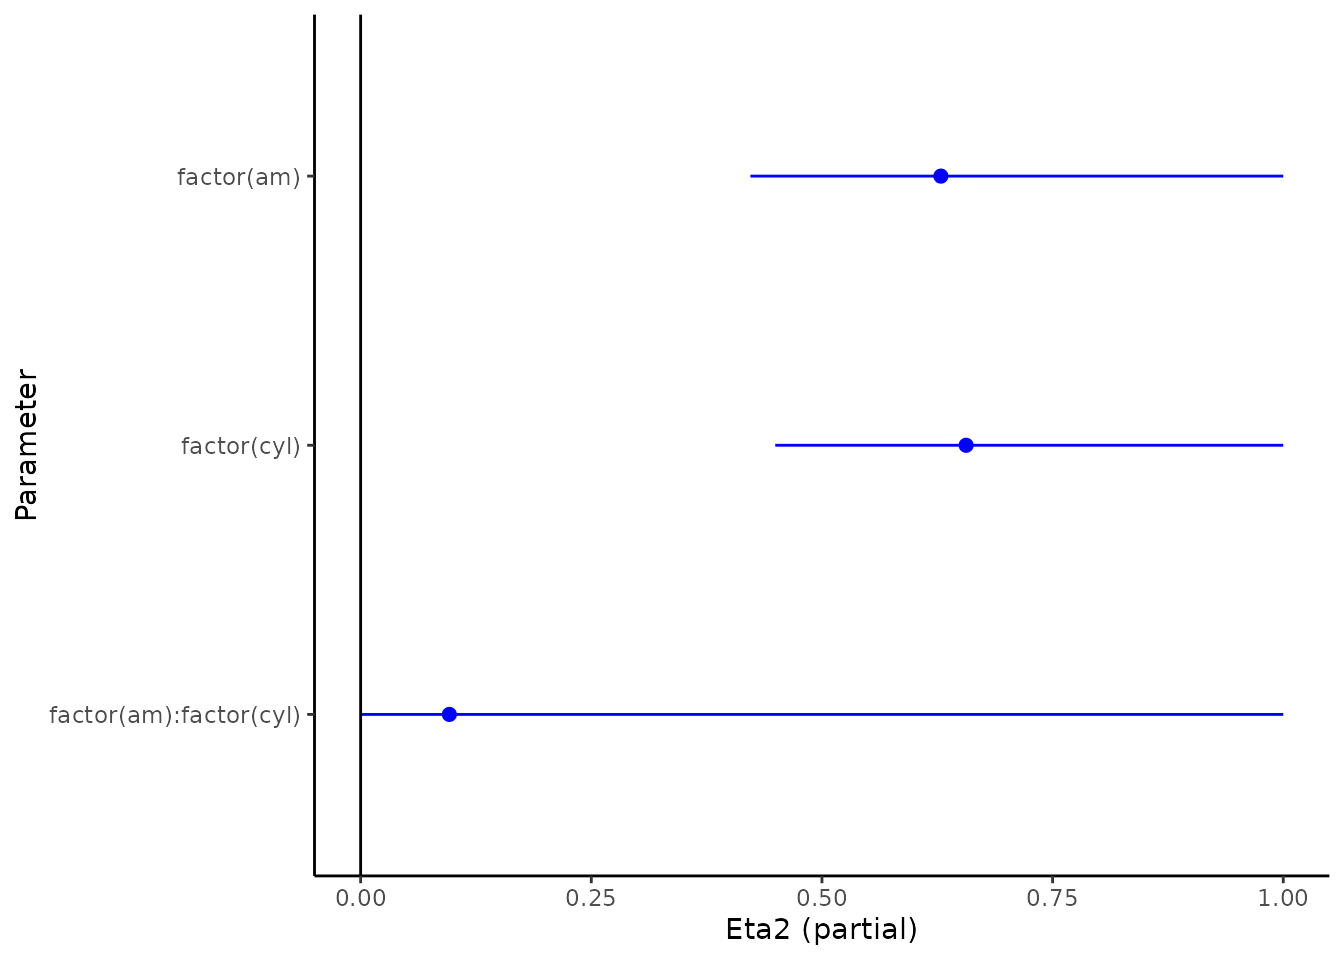 factor(am)
factor(cyl)
factor(am):factor(cyl)
Parameter
0.00 0.25 0.50 0.75 1.00
Eta2 (partial)